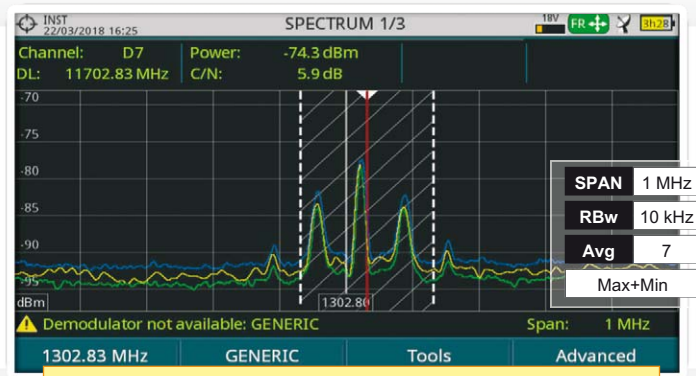 INST
22/03/2018 16:25
SPECTRUM 1/3
18V
FR
3h28
Channel: D7 Power: -74.3 dBm
DL: 11702.83 MHz C/N: 5.9 dB
-70
-75
-80
-85
-90
-95
dBm
1302.80
SPAN 1 MHz
RBw 10 kHz
Avg 7
Max+Min
Demodulator not available: GENERIC Span: 1 MHz
1302.83 MHz GENERIC Tools Advanced